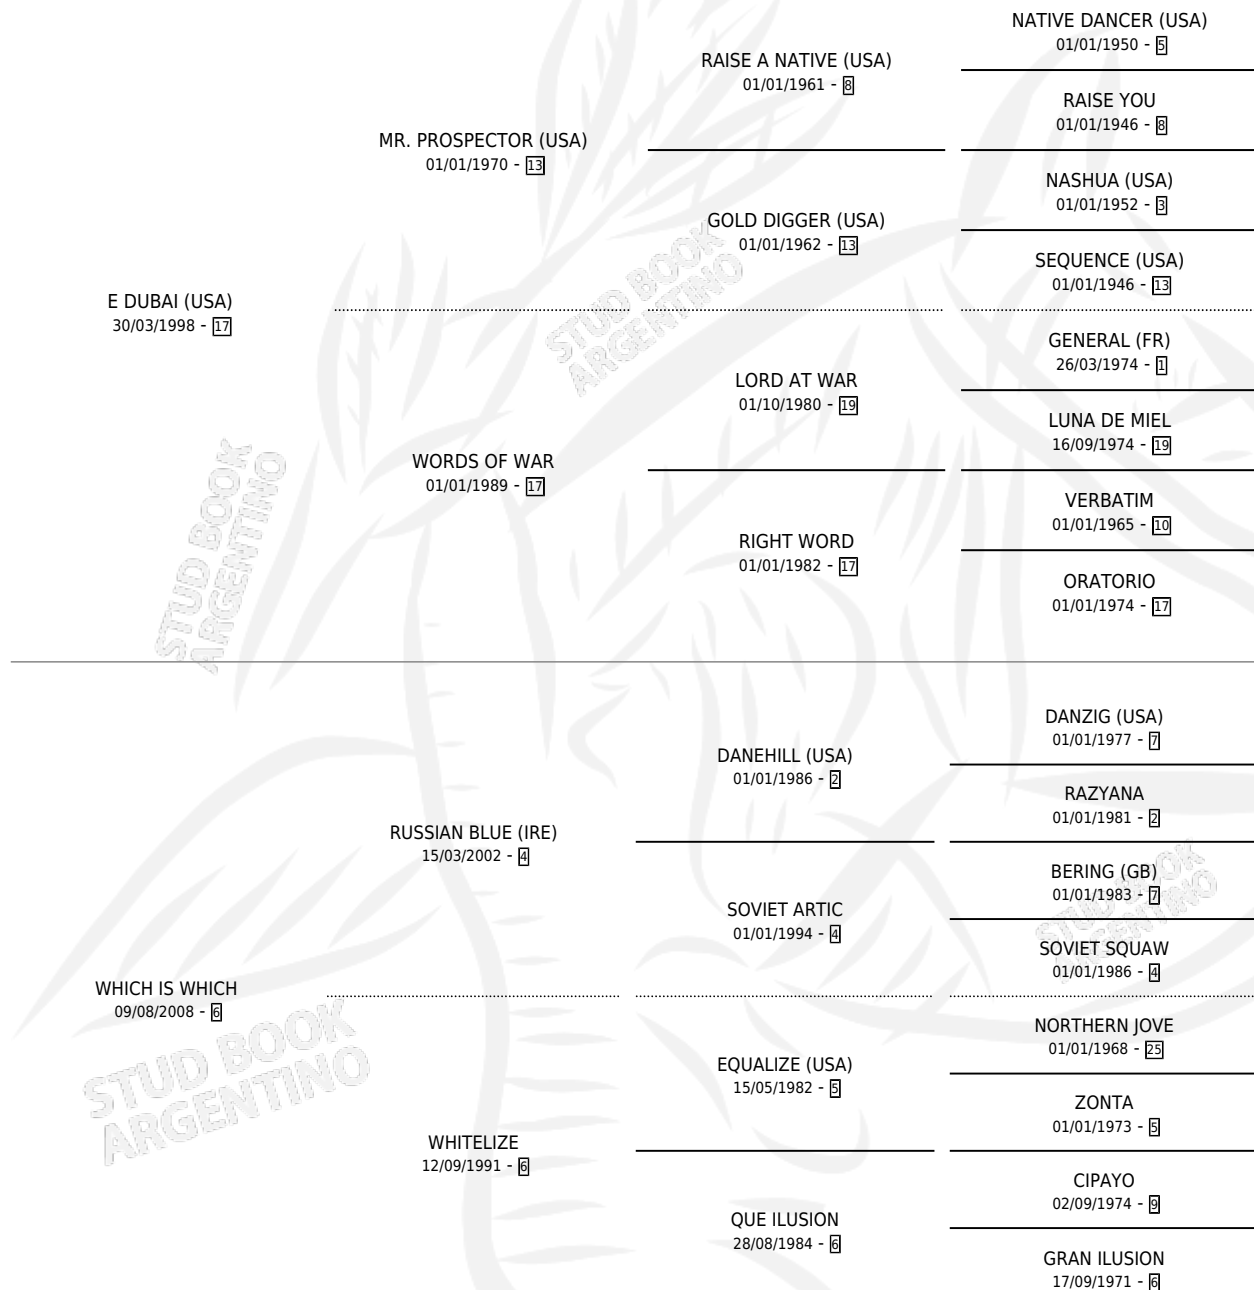 NATIVE DANCER (USA)
01/01/1950 - 5
RAISE A NATIVE (USA)
01/01/1961 - 8
RAISE YOU
01/01/1946 - 8
MR. PROSPECTOR (USA)
01/01/1970 - 13
NASHUA (USA)
01/01/1952 - 3
GOLD DIGGER (USA)
01/01/1962 - 13
SEQUENCE (USA)
01/01/1946 - 13
E DUBAI (USA)
30/03/1998 - 17
GENERAL (FR)
26/03/1974 - 1
LORD AT WAR
01/10/1980 - 19
LUNA DE MIEL
16/09/1974 - 19
WORDS OF WAR
01/01/1989 - 17
VERBATIM
01/01/1965 - 10
RIGHT WORD
01/01/1982 - 17
ORATORIO
01/01/1974 - 17
DANZIG (USA)
01/01/1977 - 7
DANEHILL (USA)
01/01/1986 - 2
RAZYANA
01/01/1981 - 2
RUSSIAN BLUE (IRE)
15/03/2002 - 4
BERING (GB)
01/01/1983 - 7
SOVIET ARTIC
01/01/1994 - 4
SOVIET SQUAW
01/01/1986 - 4
WHICH IS WHICH
09/08/2008 - 6
NORTHERN JOVE
01/01/1968 - 25
EQUALIZE (USA)
15/05/1982 - 5
ZONTA
01/01/1973 - 5
WHITELIZE
12/09/1991 - 6
CIPAYO
02/09/1974 - 9
QUE ILUSION
28/08/1984 - 6
GRAN ILUSION
17/09/1971 - 6
STUD BOOK
ARGENTINO
STUD BOOK
ARGENTINO
STUD BOOK
ARGENTINO
STUD BOOK
ARGENTINO